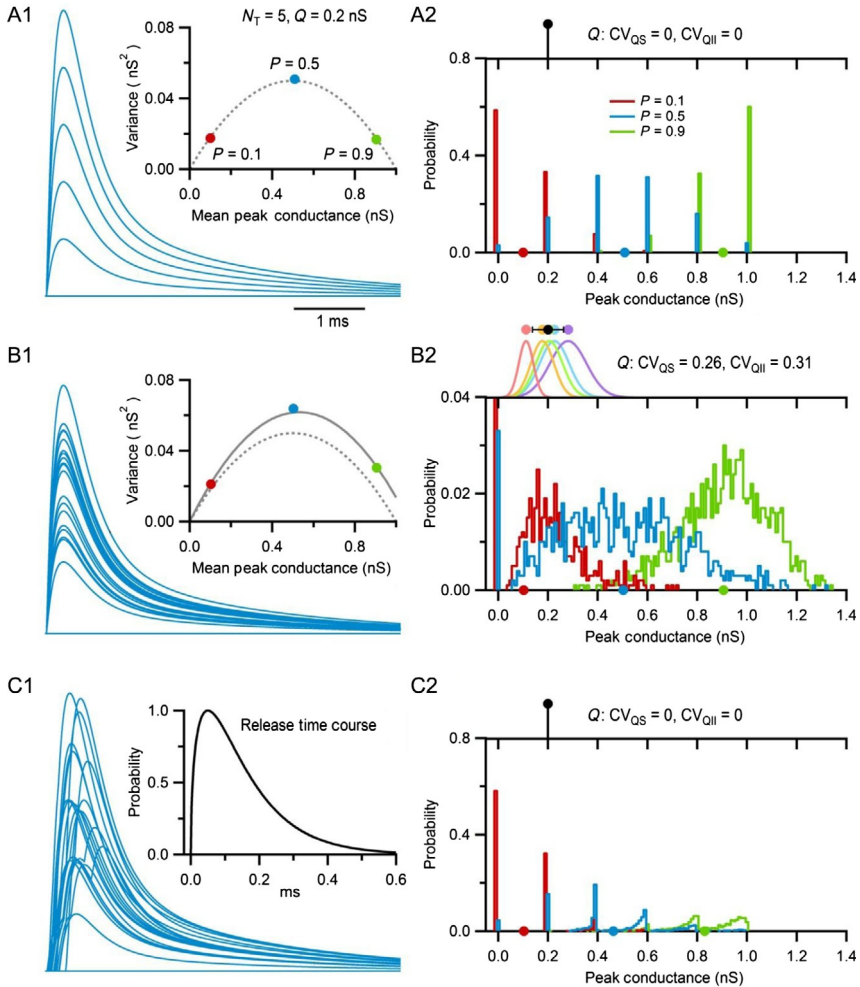 A1
N_T = 5, Q = 0.2 nS
0.08
0.04
0.00
Variance ( nS²)
P = 0.5
P = 0.1
P = 0.9
0.0 0.4 0.8
Mean peak conductance (nS)
1 ms
A2
Q: CV_QS = 0, CV_QII = 0
0.8
0.4
0.0
Probability
P = 0.1
P = 0.5
P = 0.9
0.0 0.2 0.4 0.6 0.8 1.0 1.2 1.4
Peak conductance (nS)
B1
0.08
0.04
0.00
Variance ( nS²)
0.0 0.4 0.8
Mean peak conductance (nS)
B2
Q: CV_QS = 0.26, CV_QII = 0.31
0.04
0.02
0.00
Probability
0.0 0.2 0.4 0.6 0.8 1.0 1.2 1.4
Peak conductance (nS)
C1
Release time course
1.0
0.5
0.0
Probability
0.0 0.2 0.4 0.6
ms
C2
Q: CV_QS = 0, CV_QII = 0
0.8
0.4
0.0
Probability
0.0 0.2 0.4 0.6 0.8 1.0 1.2 1.4
Peak conductance (nS)